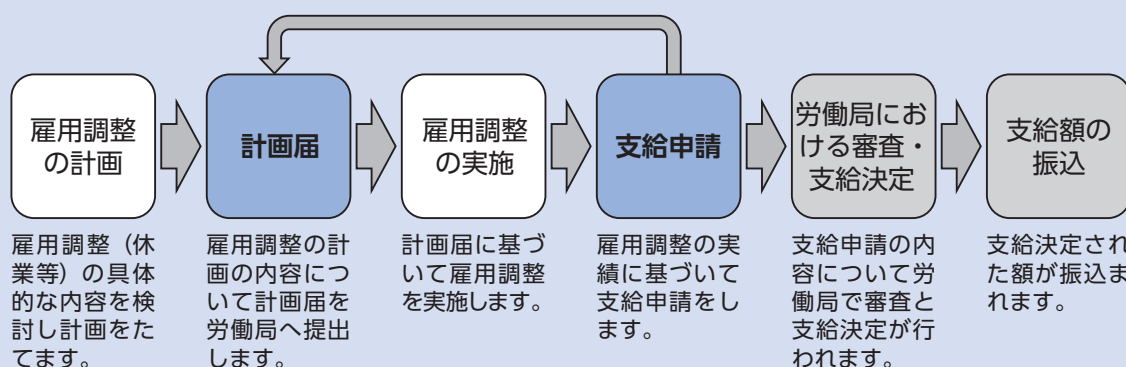 雇用調整
の計画
計画届
雇用調整
の実施
支給申請
労働局にお
ける審査・
支給決定
支給額の
振込
雇用調整（休
業等）の具体
的な内容を検
討し計画をた
てます。
雇用調整の計
画の内容につ
いて計画届を
労働局へ提出
します。
計画届に基づ
いて雇用調整
を実施します。
雇用調整の実
績に基づいて
支給申請をし
ます。
支給申請の内
容について労
働局で審査と
支給決定が行
われます。
支給決定され
た額が振込ま
れます。